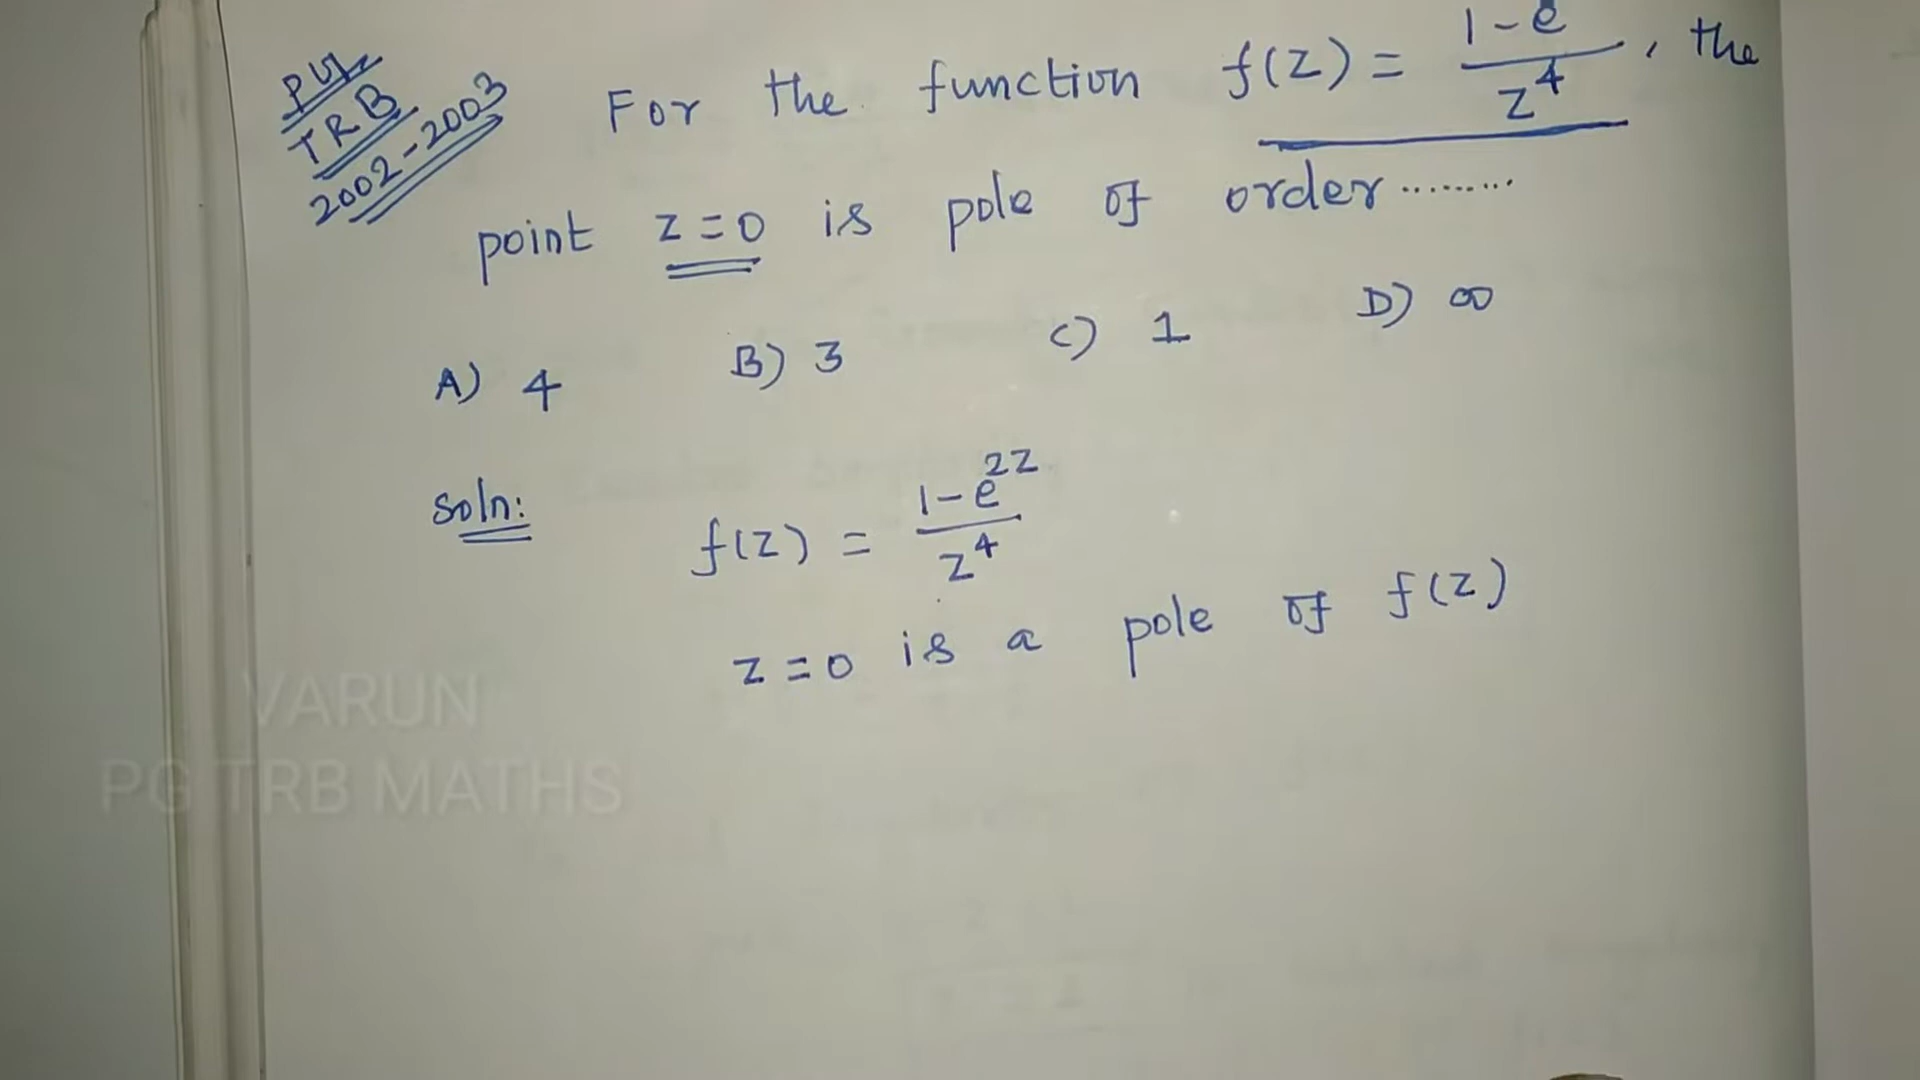 PG
TRB
2002-2003
For the function f(z) = 1-e / z⁴, the
point z=0 is pole of order.........
A) 4 B) 3 C) 1 D) ∞
Soln: f(z) = 1-e²ᶻ / z⁴
z=0 is a pole of f(z)
VARUN
PG TRB MATHS